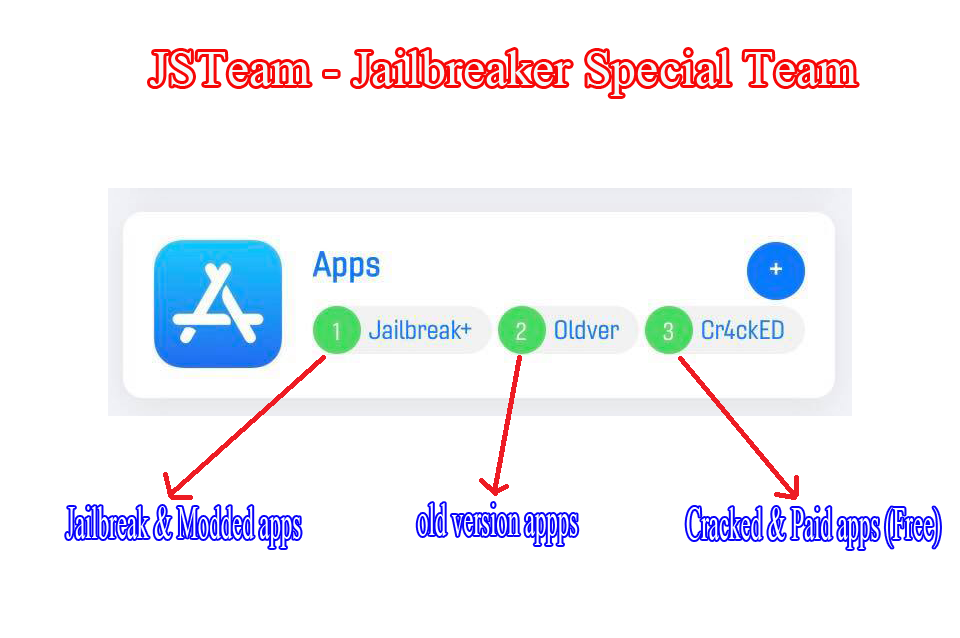 JSTeam - Jailbreaker Special Team
Apps
+
1 Jailbreak+ 2 Oldver 3 Cr4ckED
Jailbreak & Modded apps old version appps Cracked & Paid apps (Free)